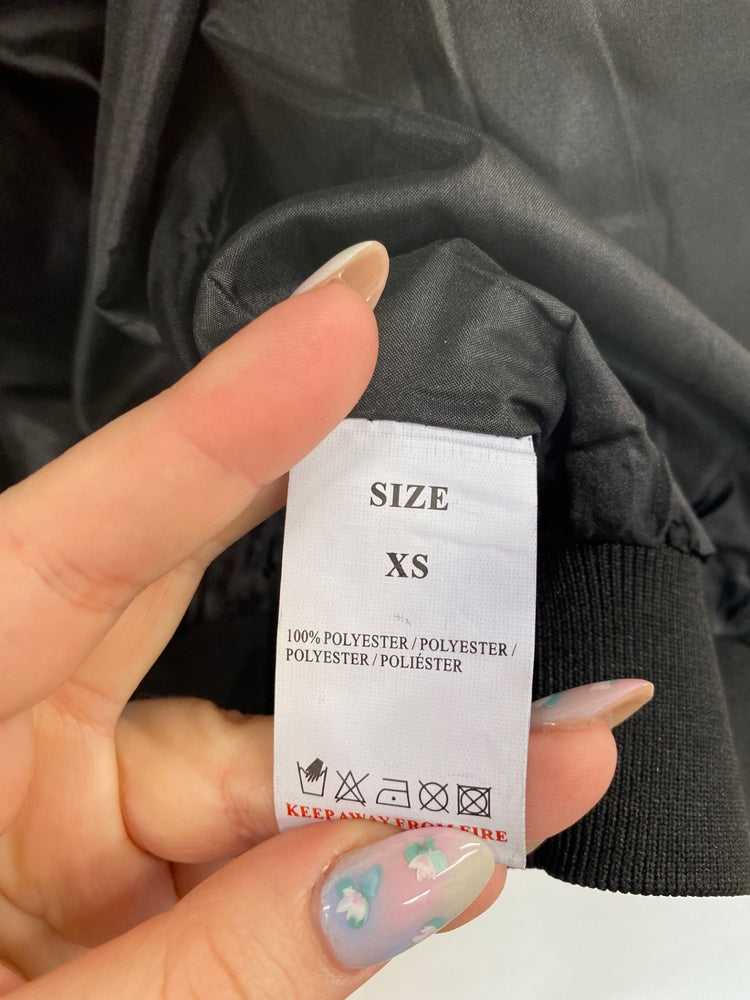 SIZE
XS
100% POLYESTER / POLYESTER /
POLYESTER / POLIÉSTER
KEEP AWAY FROM FIRE